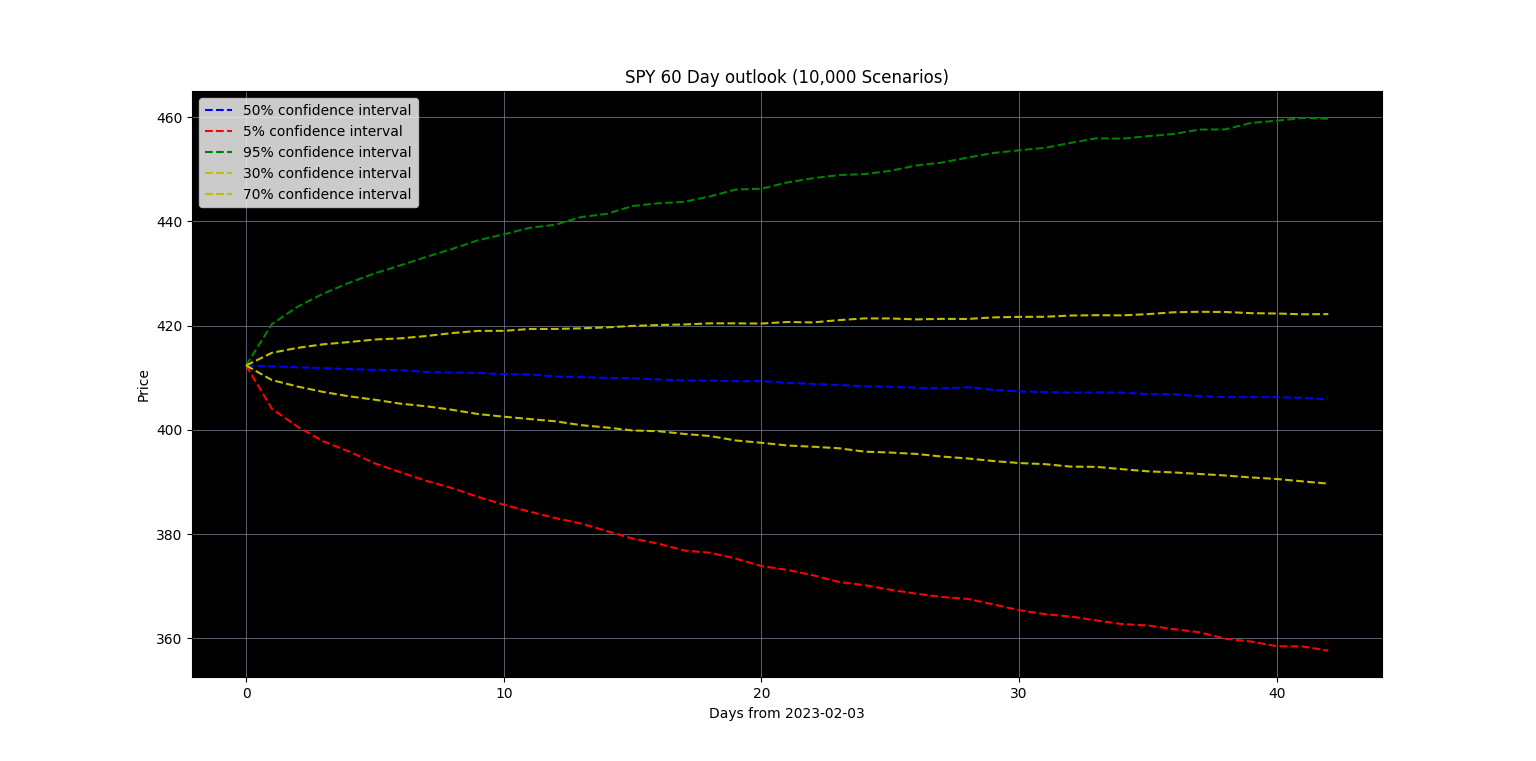 SPY 60 Day outlook (10,000 Scenarios)
50% confidence interval
5% confidence interval
95% confidence interval
30% confidence interval
70% confidence interval
460
440
420
400
380
360
Price
0 10 20 30 40
Days from 2023-02-03